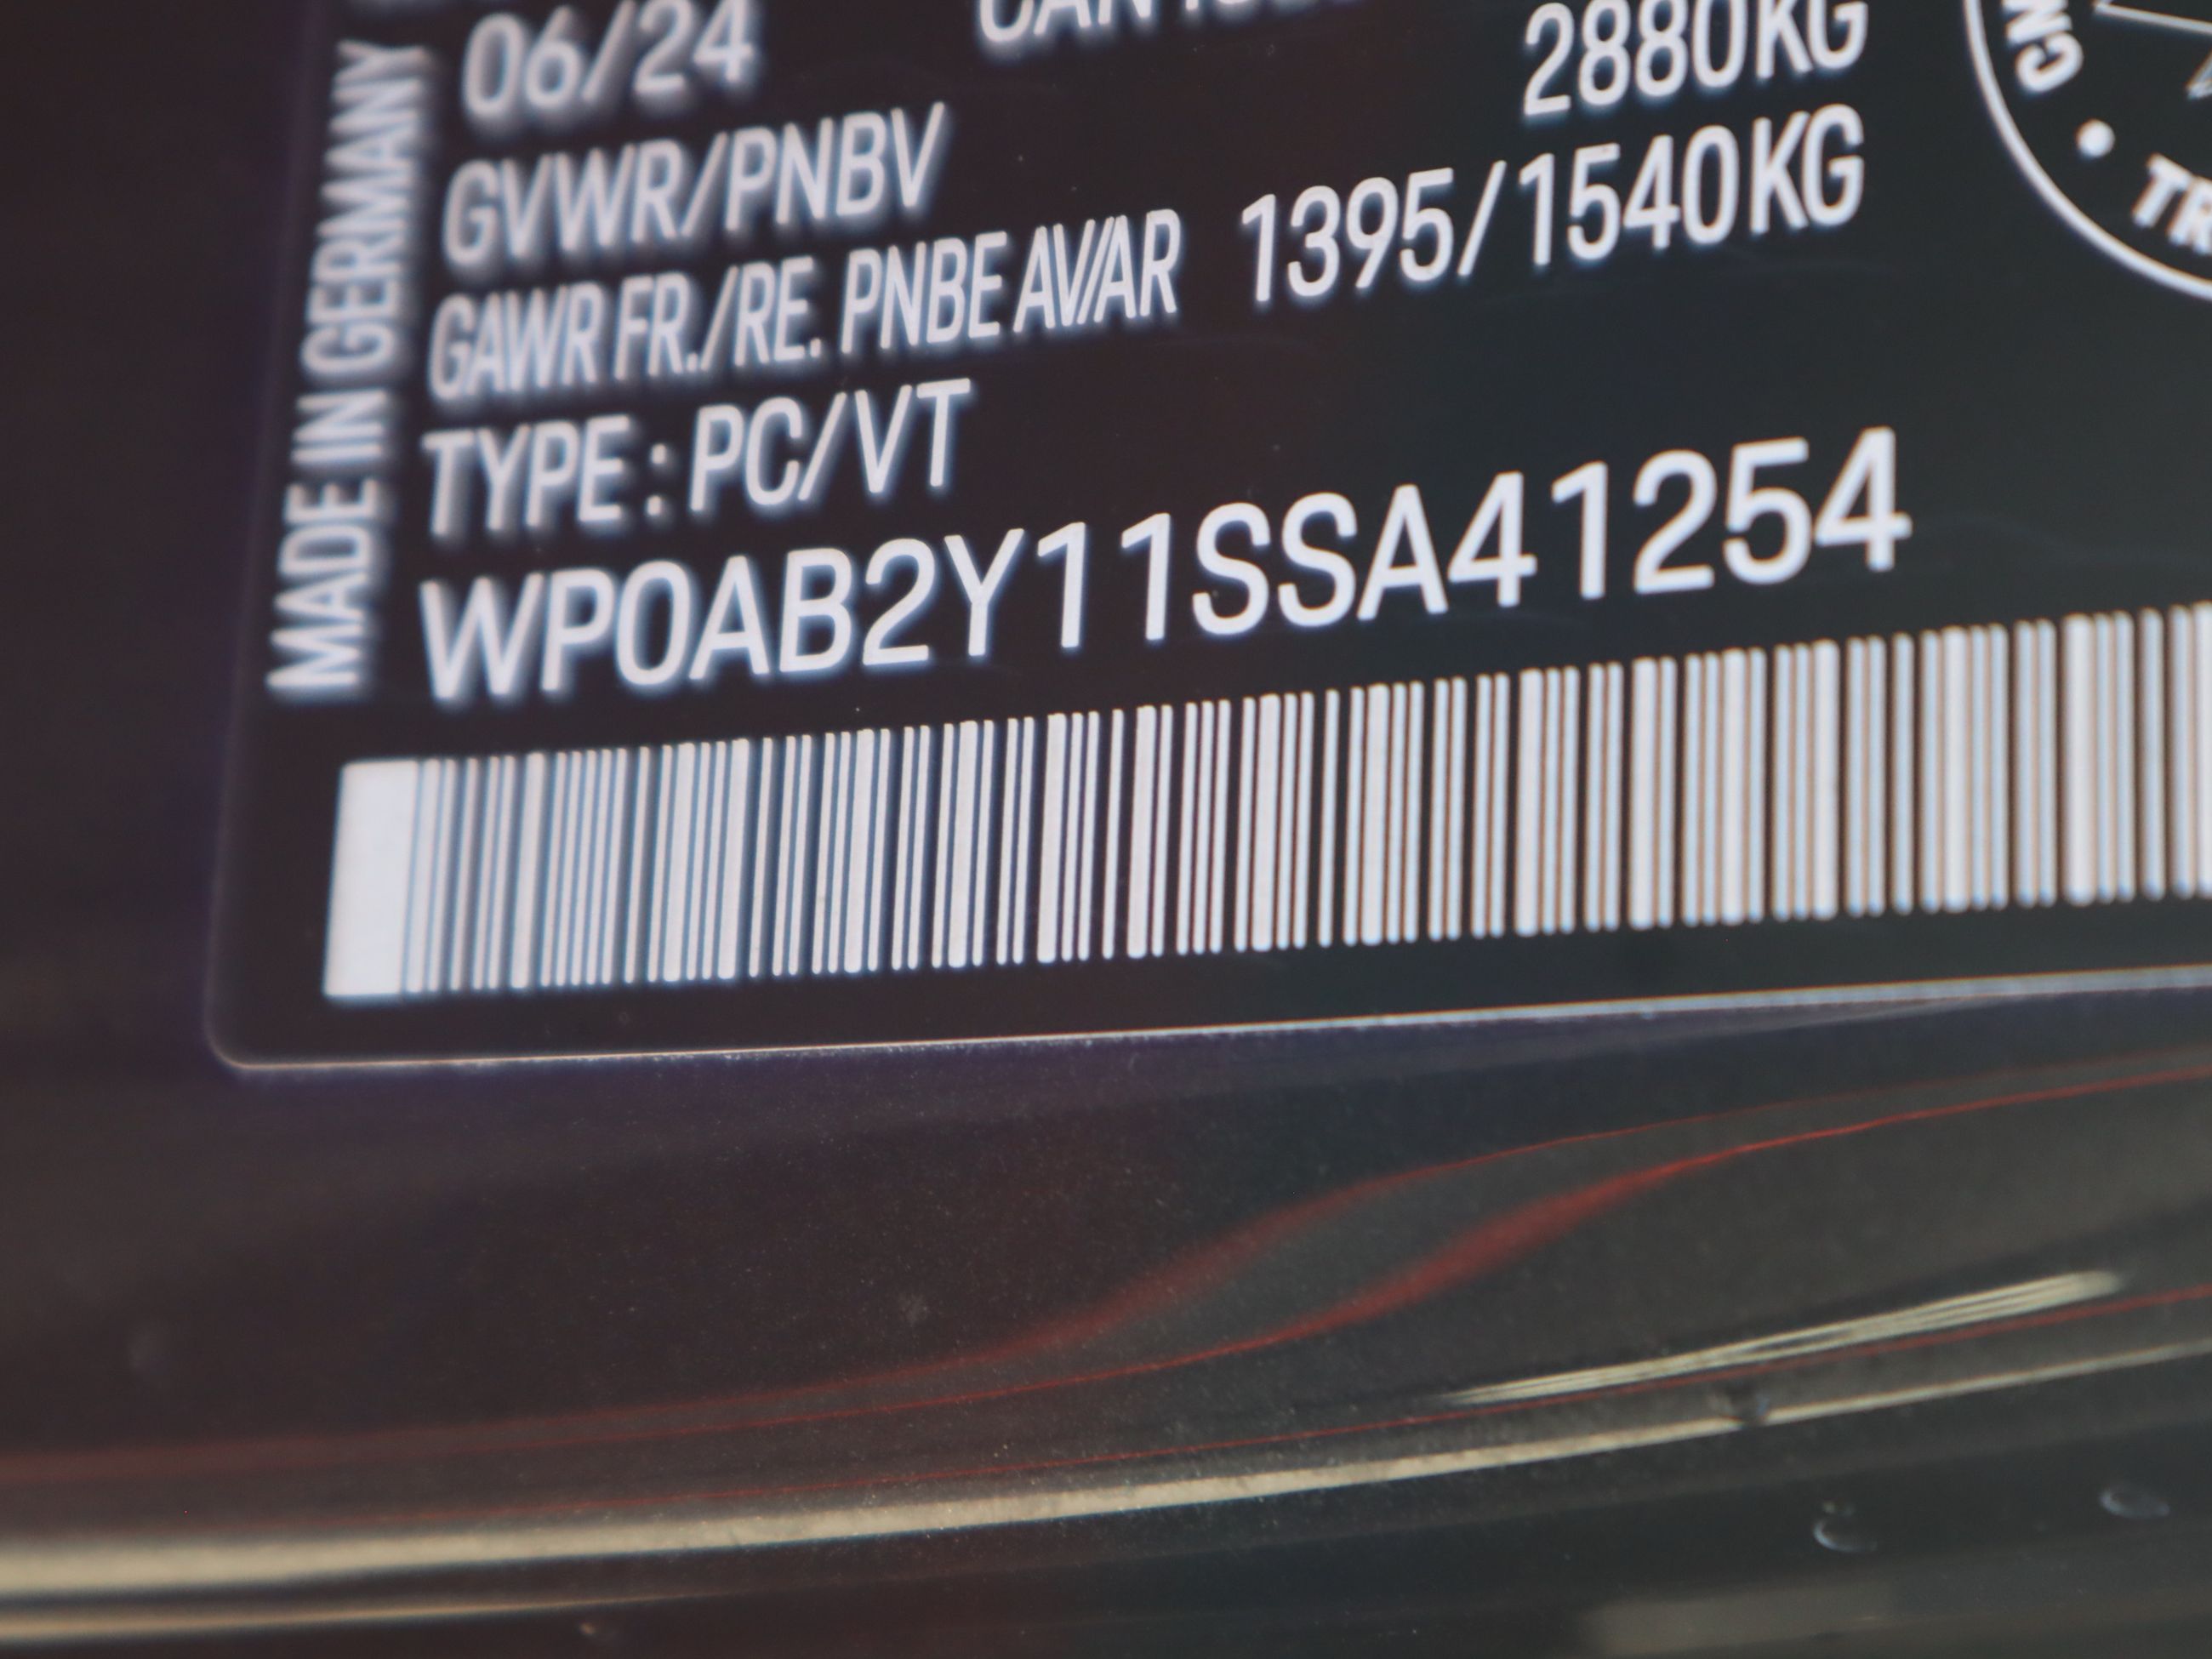 06/24
2880KG
GVWR/PNBV
GAWR FR./RE. PNBE AV/AR 1395/1540KG
TYPE : PC/VT
WP0AB2Y11SSA41254
MADE IN GERMANY